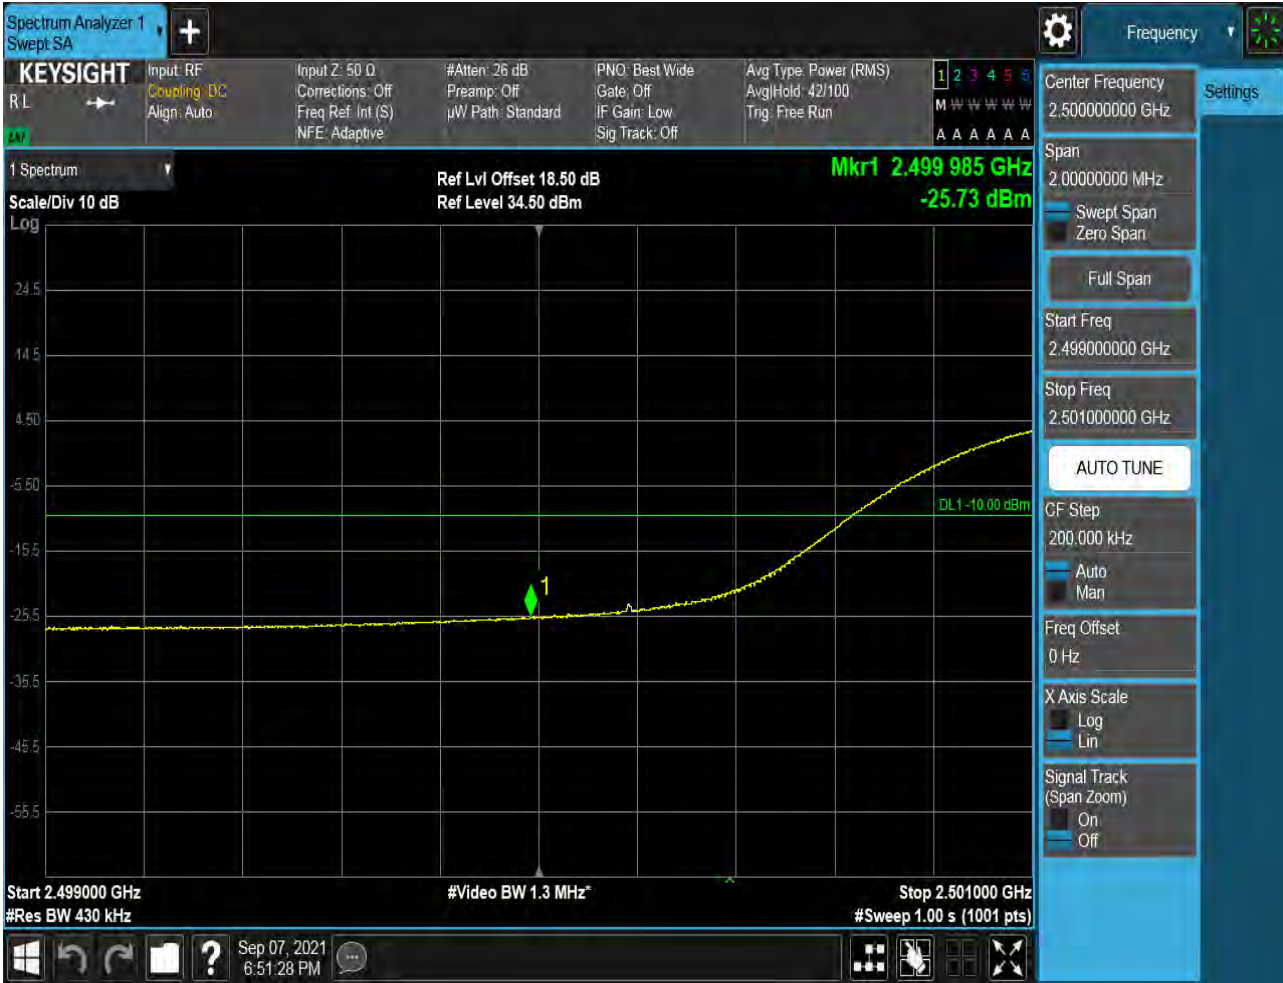 Spectrum Analyzer 1
Swept SA
+
Frequency
KEYSIGHT
R L
LNI
Input: RF
Coupling: DC
Align: Auto
Input Z: 50 Ω
Corrections: Off
Freq Ref: Int (S)
NFE: Adaptive
#Atten: 26 dB
Preamp: Off
µW Path: Standard
PNO: Best Wide
Gate: Off
IF Gain: Low
Sig Track: Off
Avg Type: Power (RMS)
Avg|Hold: 42/100
Trig: Free Run
1 2 3 4 5 6
M W W W W W
A A A A A A
1 Spectrum
Scale/Div 10 dB
Log
Ref Lvl Offset 18.50 dB
Ref Level 34.50 dBm
Mkr1 2.499 985 GHz
-25.73 dBm
24.5
14.5
4.50
-5.50
-15.5
-25.5
-35.5
-45.5
-55.5
DL1 -10.00 dBm
1
Start 2.499000 GHz
#Res BW 430 kHz
#Video BW 1.3 MHz*
Stop 2.501000 GHz
#Sweep 1.00 s (1001 pts)
Center Frequency
2.500000000 GHz
Settings
Span
2.00000000 MHz
Swept Span
Zero Span
Full Span
Start Freq
2.499000000 GHz
Stop Freq
2.501000000 GHz
AUTO TUNE
CF Step
200.000 kHz
Auto
Man
Freq Offset
0 Hz
X Axis Scale
Log
Lin
Signal Track
(Span Zoom)
On
Off
?
Sep 07, 2021
6:51:28 PM